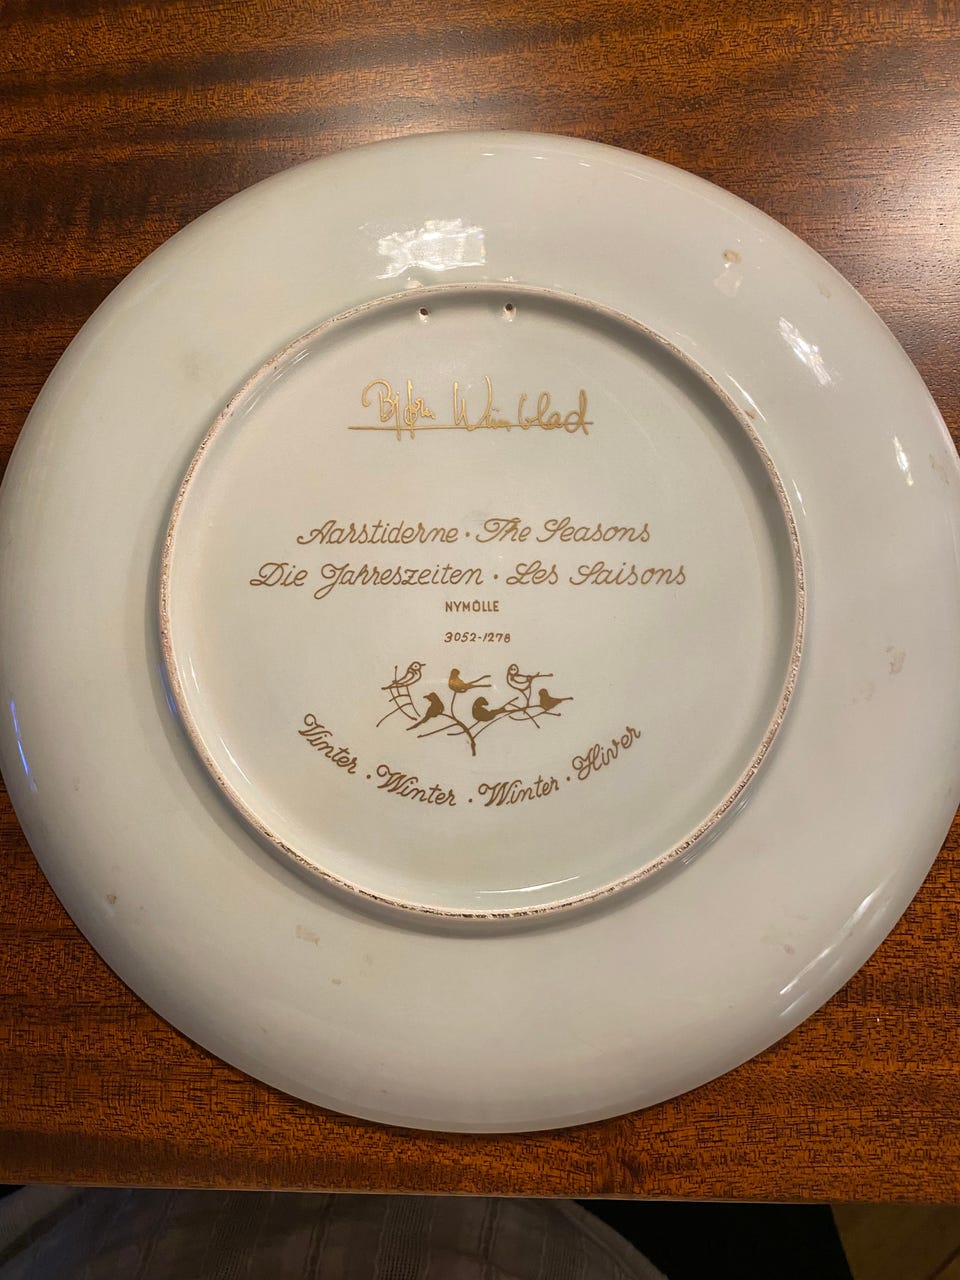 Bjørn Wiinblad
Aarstiderne · The Seasons
Die Jahreszeiten · Les Saisons
NYMÖLLE
3052-1278
Vinter · Winter · Winter · Hiver